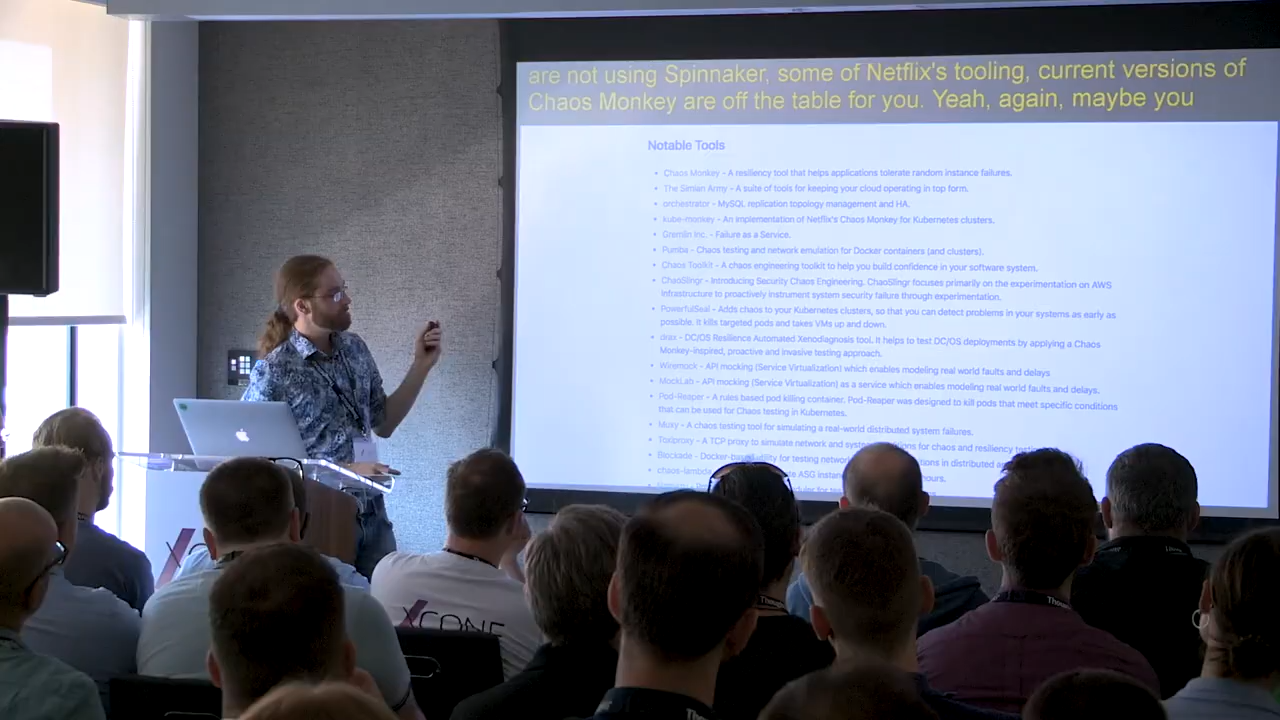 are not using Spinnaker, some of Netflix's tooling, current versions of
Chaos Monkey are off the table for you. Yeah, again, maybe you
Notable Tools
• Chaos Monkey - A resiliency tool that helps applications tolerate random instance failures.
• The Simian Army - A suite of tools for keeping your cloud operating in top form.
• orchestrator - MySQL replication topology management and HA.
• kube-monkey - An implementation of Netflix's Chaos Monkey for Kubernetes clusters.
• Gremlin Inc. - Failure as a Service.
• Pumba - Chaos testing and network emulation for Docker containers (and clusters).
• Chaos Toolkit - A chaos engineering toolkit to help you build confidence in your software system.
• ChaoSlingr - Introducing Security Chaos Engineering. ChaoSlingr focuses primarily on the experimentation on AWS
Infrastructure to proactively instrument system security failure through experimentation.
• PowerfulSeal - Adds chaos to your Kubernetes clusters, so that you can detect problems in your systems as early as
possible. It kills targeted pods and takes VMs up and down.
• drax - DC/OS Resilience Automated Xenodiagnosis tool. It helps to test DC/OS deployments by applying a Chaos
Monkey-inspired, proactive and invasive testing approach.
• Wiremock - API mocking (Service Virtualization) which enables modeling real world faults and delays
• MockLab - API mocking (Service Virtualization) as a service which enables modeling real world faults and delays.
• Pod-Reaper - A rules based pod killing container. Pod-Reaper was designed to kill pods that meet specific conditions
that can be used for Chaos testing in Kubernetes.
• Muxy - A chaos testing tool for simulating a real-world distributed system failures.
• Toxiproxy - A TCP proxy to simulate network and system for chaos and resiliency
• Blockade - Docker-based utility for testing network in distributed
• chaos-lambda ASG hours.
XCONF